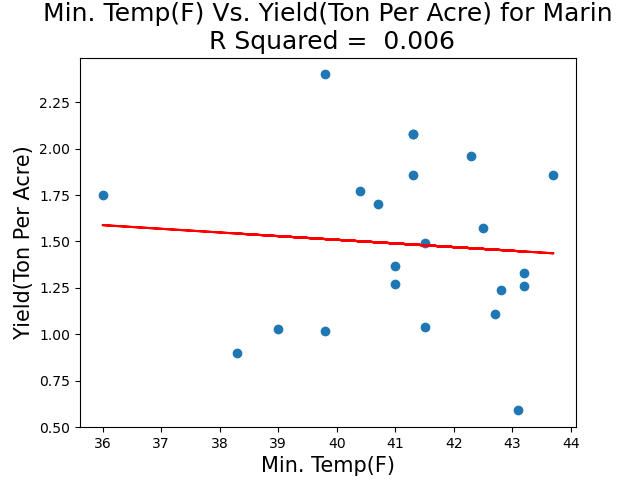 Min. Temp(F) Vs. Yield(Ton Per Acre) for Marin
R Squared =  0.006
Yield(Ton Per Acre)
2.25
2.00
1.75
1.50
1.25
1.00
0.75
0.50
36 37 38 39 40 41 42 43 44
Min. Temp(F)